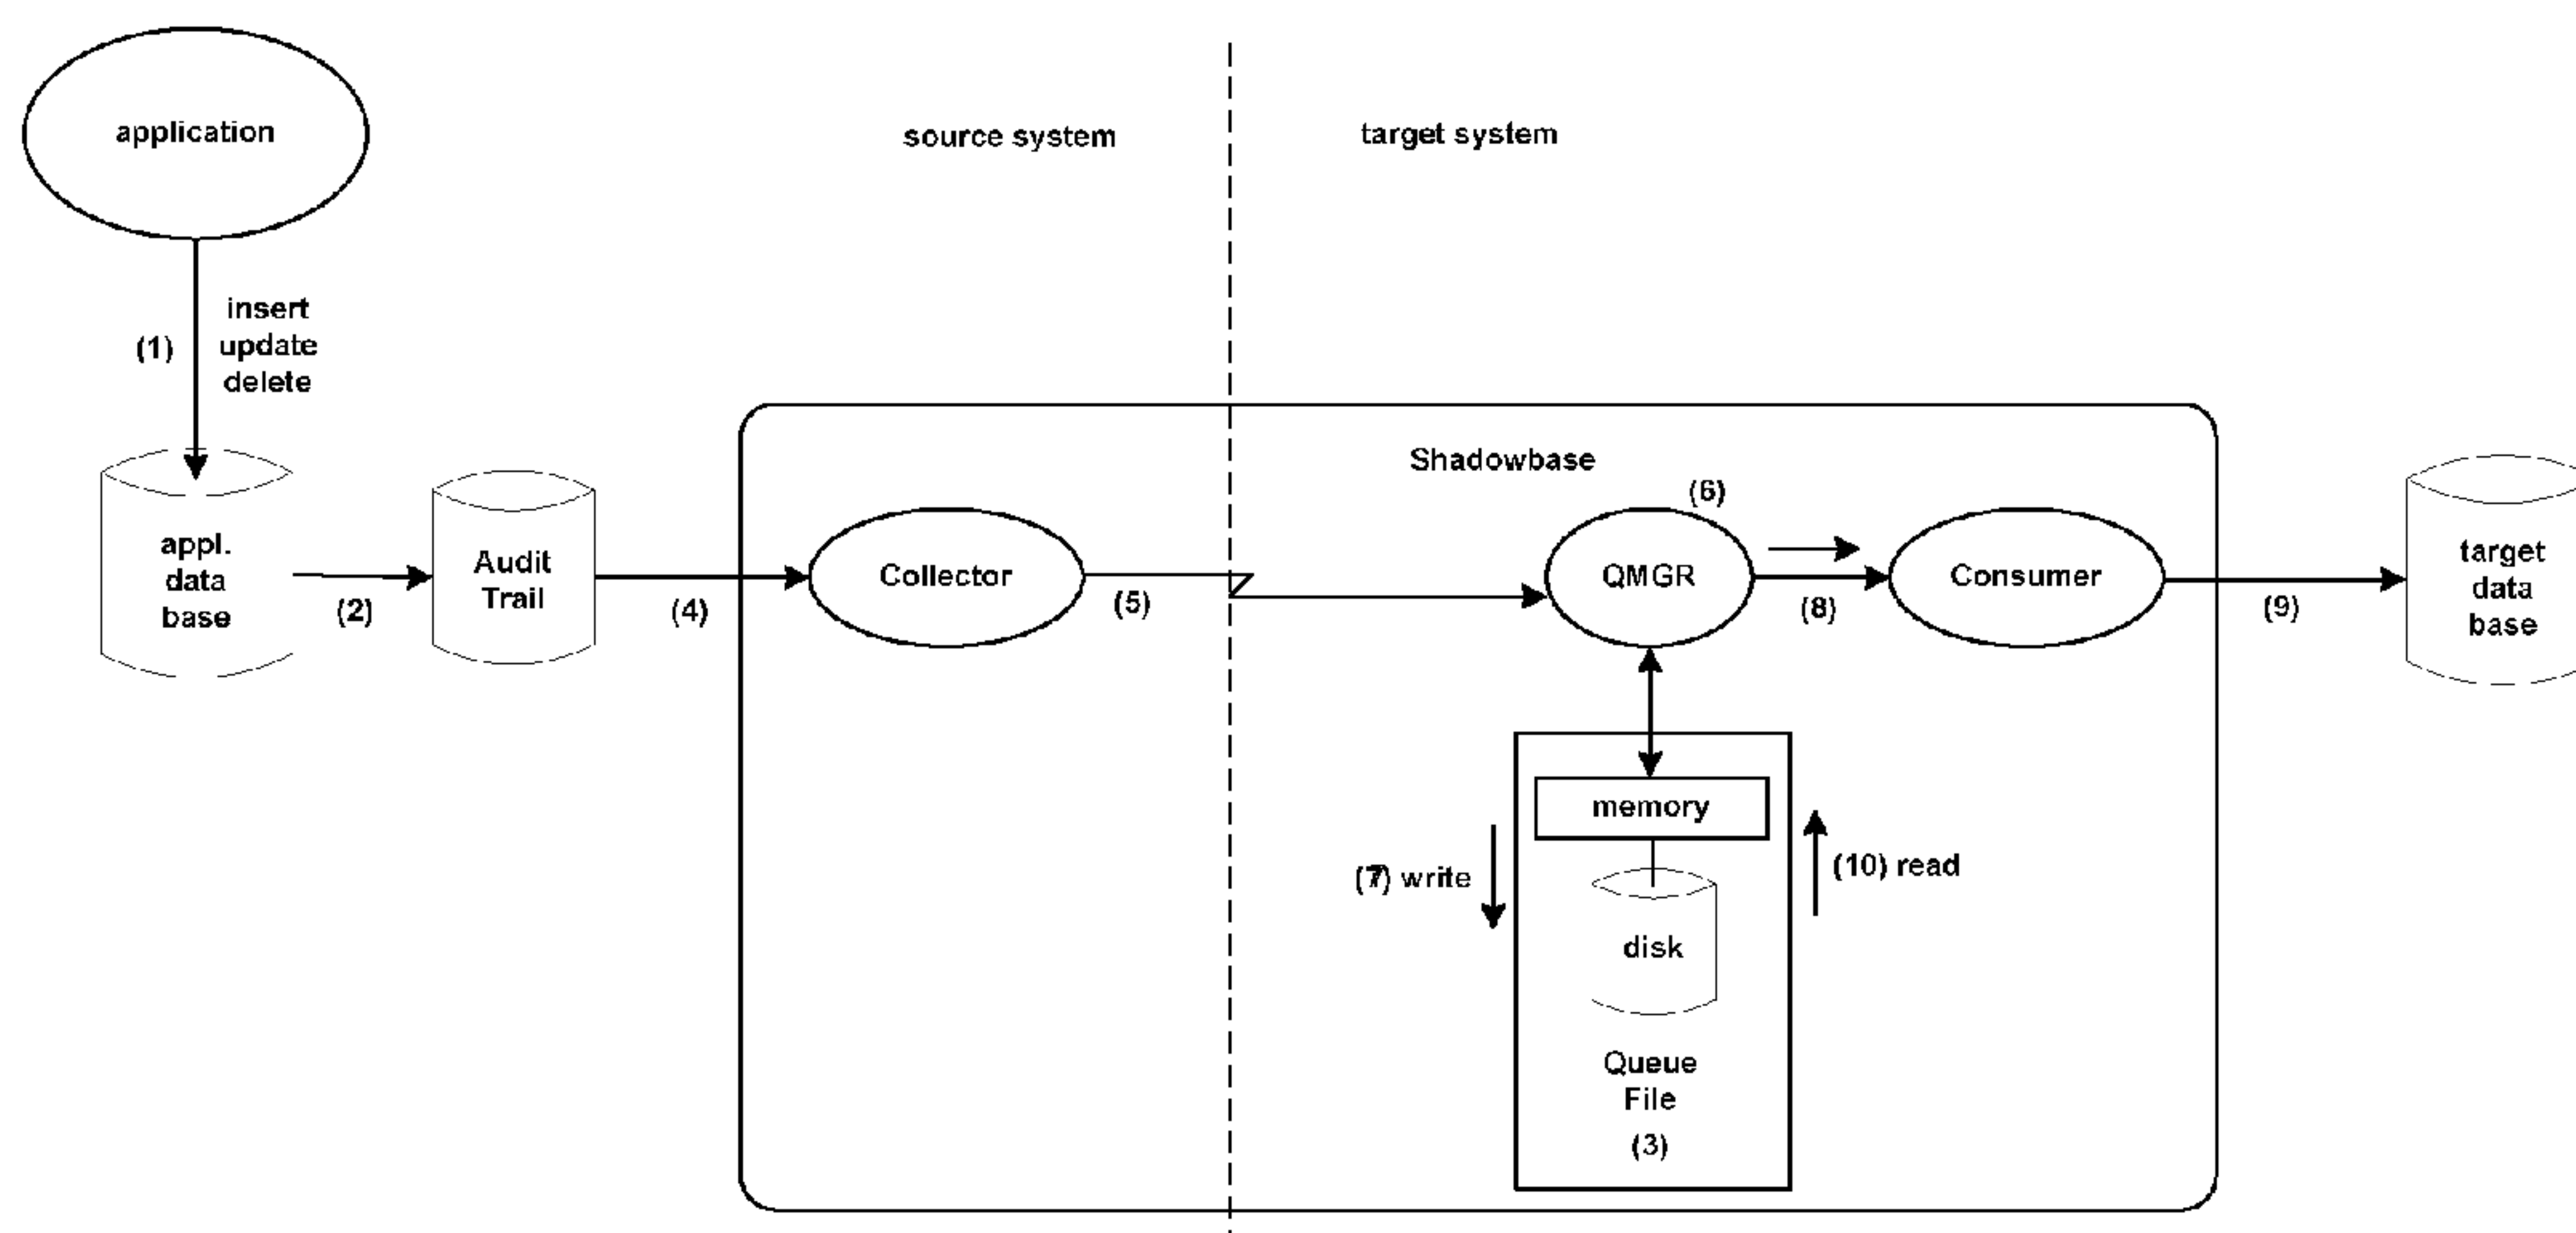 application
source system
target system
(1)
insert
update
delete
Shadowbase
appl.
data
base
(2)
Audit
Trail
(4)
Collector
(5)
QMGR
(6)
(8)
Consumer
(9)
target
data
base
memory
(7) write
(10) read
disk
Queue
File
(3)